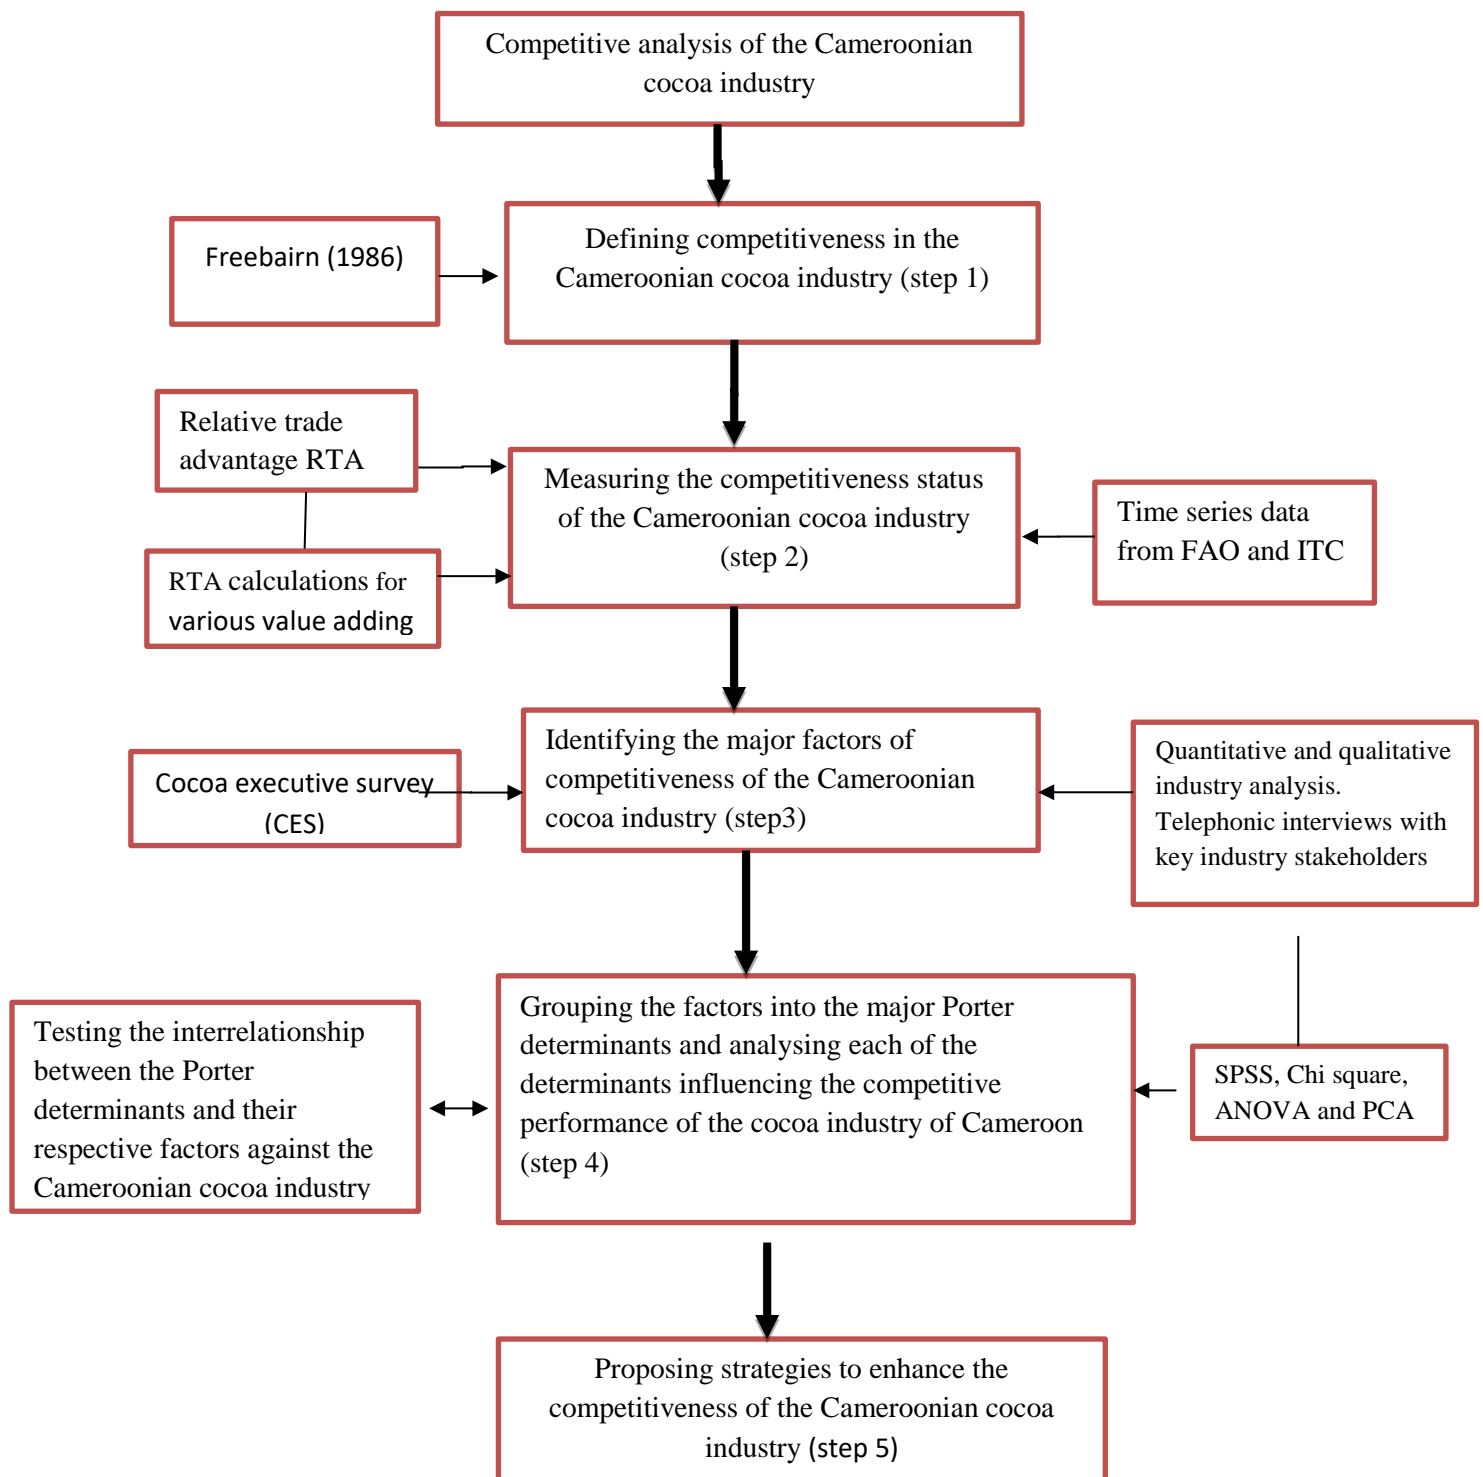 Competitive analysis of the Cameroonian
cocoa industry
Freebairn (1986)
Defining competitiveness in the
Cameroonian cocoa industry (step 1)
Relative trade
advantage RTA
RTA calculations for
various value adding
Measuring the competitiveness status
of the Cameroonian cocoa industry
(step 2)
Time series data
from FAO and ITC
Cocoa executive survey
(CES)
Identifying the major factors of
competitiveness of the Cameroonian
cocoa industry (step3)
Quantitative and qualitative
industry analysis.
Telephonic interviews with
key industry stakeholders
Testing the interrelationship
between the Porter
determinants and their
respective factors against the
Cameroonian cocoa industry
Grouping the factors into the major Porter
determinants and analysing each of the
determinants influencing the competitive
performance of the cocoa industry of Cameroon
(step 4)
SPSS, Chi square,
ANOVA and PCA
Proposing strategies to enhance the
competitiveness of the Cameroonian cocoa
industry (step 5)